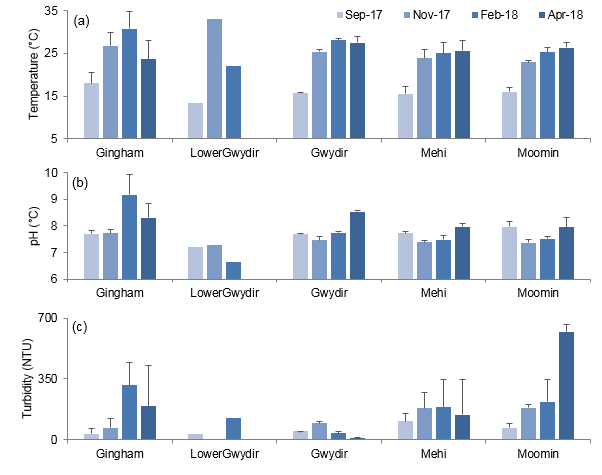 Sep-17 Nov-17 Feb-18 Apr-18
(a)
Temperature (°C)
35
25
15
5
Gingham LowerGwydir Gwydir Mehi Moomin
(b)
pH (°C)
10
9
8
7
6
Gingham LowerGwydir Gwydir Mehi Moomin
(c)
Turbidity (NTU)
700
350
0
Gingham LowerGwydir Gwydir Mehi Moomin